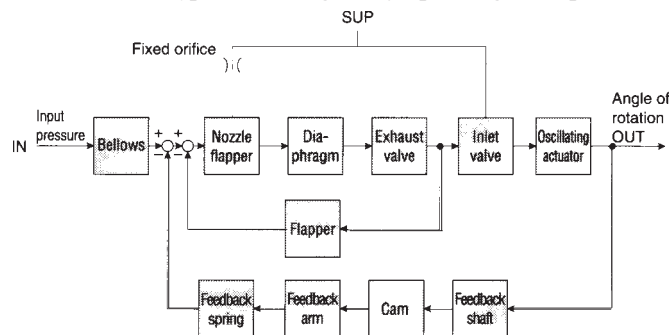 SUP
Fixed orifice
Input
pressure
IN
Bellows
+
−
+
−
Nozzle
flapper
Dia-
phragm
Exhaust
valve
Inlet
valve
Oscillating
actuator
Angle of
rotation
OUT
Flapper
Feedback
spring
Feedback
arm
Cam
Feedback
shaft